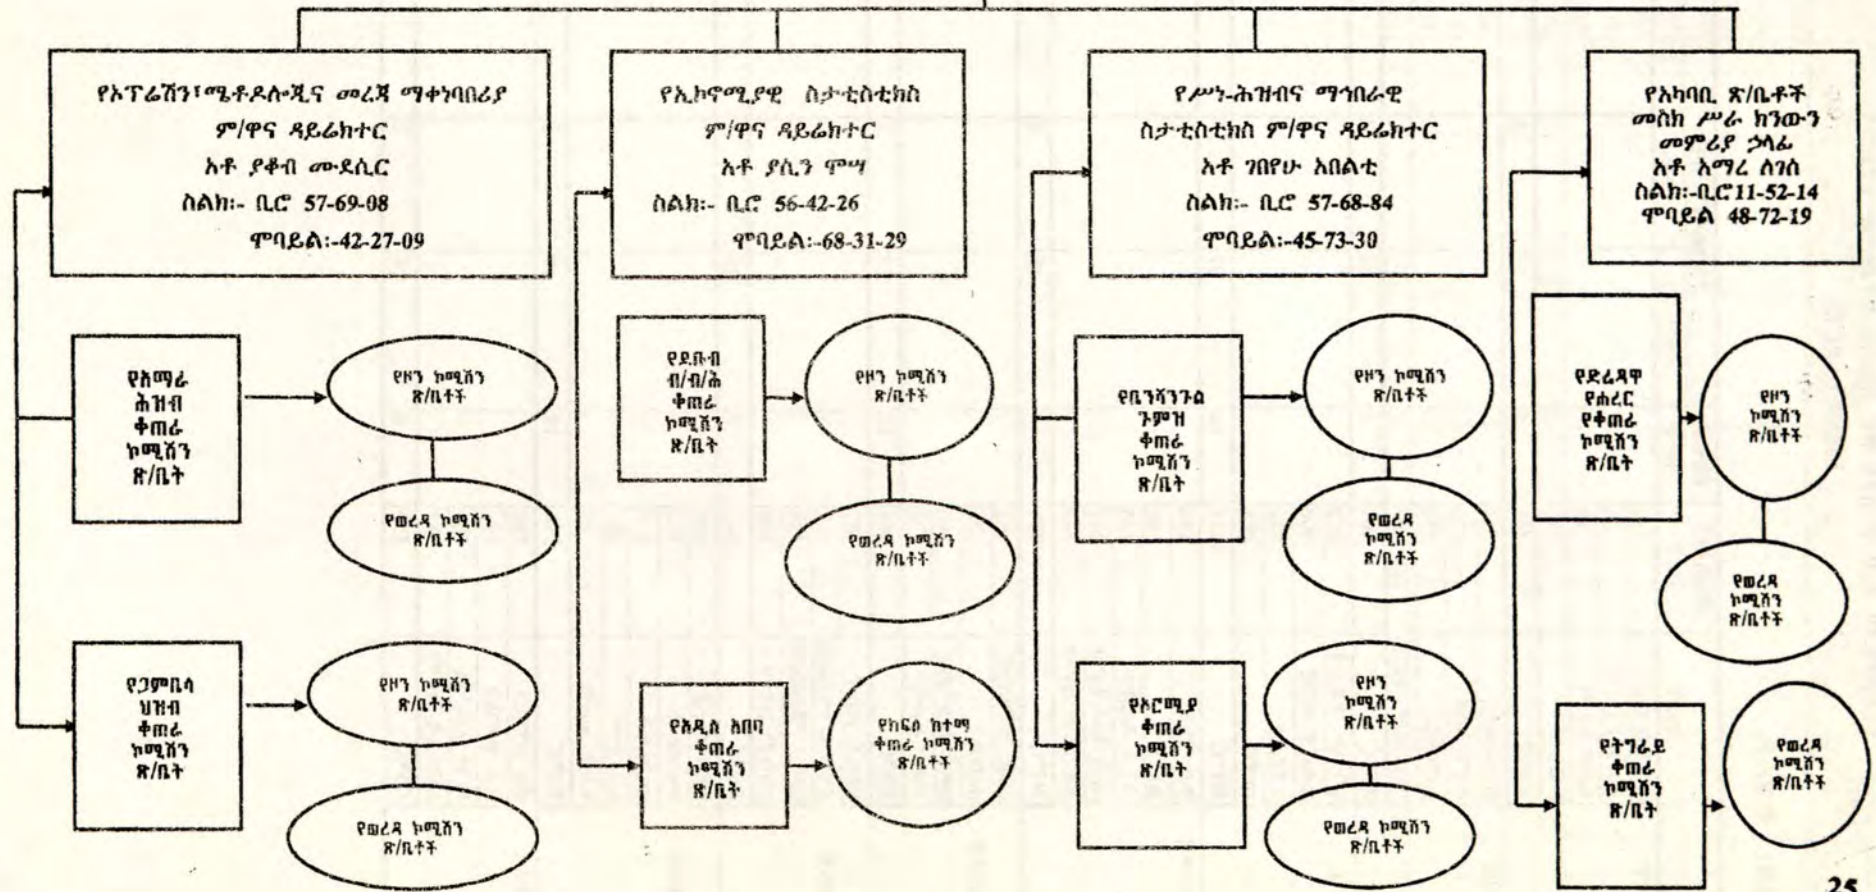 የኦፕሬሽን፣ሜቶዶሎጂና መረጃ ማቀነባበሪያ
ም/ዋና ዳይሬክተር
አቶ ያቆብ ሙደሲር
ስልክ፡- ቢሮ 57-69-08
ሞባይል፡-42-27-09
የኢኮኖሚያዊ ስታቲስቲክስ
ም/ዋና ዳይሬክተር
አቶ ያሲን ሞሣ
ስልክ፡- ቢሮ 56-42-26
ሞባይል፡-68-31-29
የሥነ-ሕዝብና ማኅበራዊ
ስታቲስቲክስ ም/ዋና ዳይሬክተር
አቶ ገበየሁ አበልቲ
ስልክ፡- ቢሮ 57-68-84
ሞባይል፡-45-73-30
የአካባቢ ጽ/ቤቶች
መስክ ሥራ ክንውን
መምሪያ ኃላፊ
አቶ አማረ ለገሰ
ስልክ፡-ቢሮ11-52-14
ሞባይል 48-72-19
የአማራ
ሕዝብ
ቆጠራ
ኮሚሽን
ጽ/ቤት
የዞን ኮሚሽን
ጽ/ቤቶች
የወረዳ ኮሚሽን
ጽ/ቤቶች
የደቡብ
ብ/ብ/ሕ
ቆጠራ
ኮሚሽን
ጽ/ቤት
የዞን ኮሚሽን
ጽ/ቤቶች
የወረዳ ኮሚሽን
ጽ/ቤቶች
የቤንሻንጉል
ጉምዝ
ቆጠራ
ኮሚሽን
ጽ/ቤት
የዞን ኮሚሽን
ጽ/ቤቶች
የወረዳ
ኮሚሽን
ጽ/ቤቶች
የድሬዳዋ
የሐረር
የቆጠራ
ኮሚሽን
ጽ/ቤት
የዞን
ኮሚሽን
ጽ/ቤቶች
የወረዳ
ኮሚሽን
ጽ/ቤቶች
የጋምቤላ
ህዝብ
ቆጠራ
ኮሚሽን
ጽ/ቤት
የዞን ኮሚሽን
ጽ/ቤቶች
የወረዳ ኮሚሽን
ጽ/ቤቶች
የአዲስ አበባ
ቆጠራ
ኮሚሽን
ጽ/ቤት
የክፍለ ከተማ
ቆጠራ ኮሚሽን
ጽ/ቤቶች
የኦሮሚያ
ቆጠራ
ኮሚሽን
ጽ/ቤት
የዞን
ኮሚሽን
ጽ/ቤቶች
የወረዳ ኮሚሽን
ጽ/ቤቶች
የትግራይ
ቆጠራ
ኮሚሽን
ጽ/ቤት
የወረዳ
ኮሚሽን
ጽ/ቤቶች
25